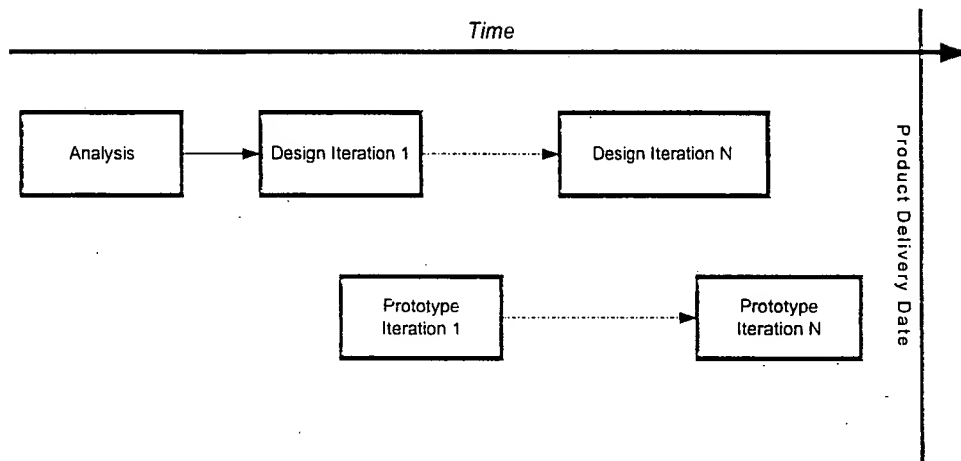 Time
Analysis
Design Iteration 1
Design Iteration N
Prototype
Iteration 1
Prototype
Iteration N
Product Delivery Date